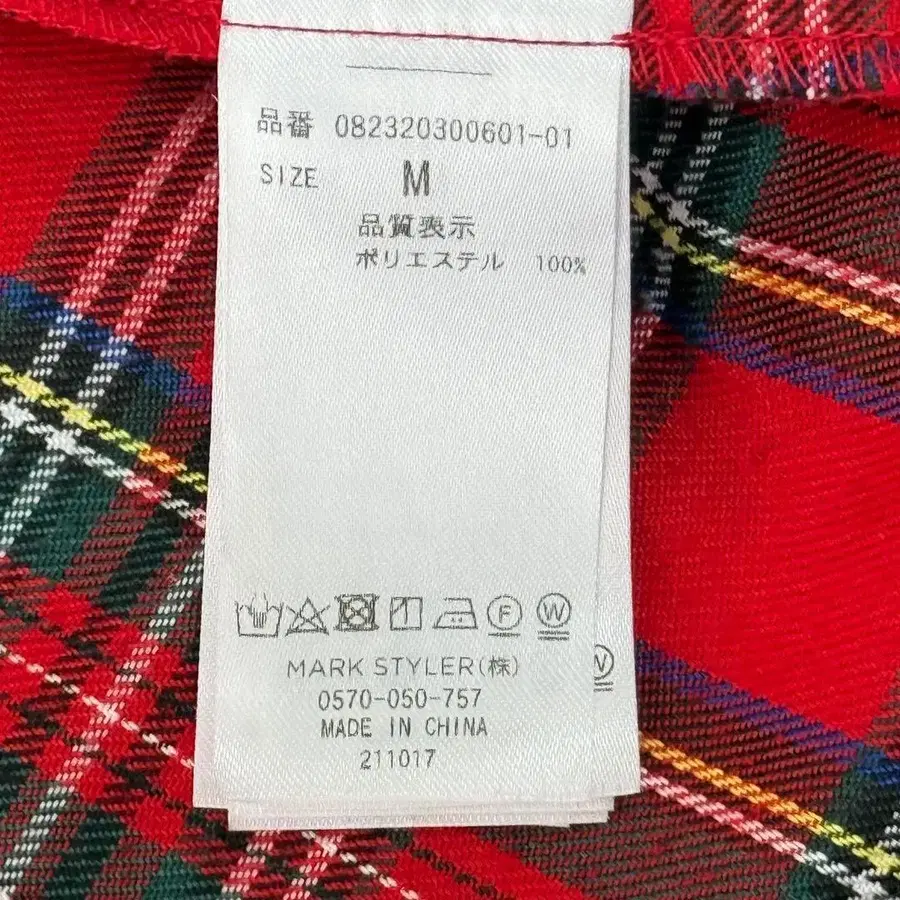 品番 082320300601-01
SIZE M
品質表示
ポリエステル 100%
F W
MARK STYLER(株)
W
0570-050-757
MADE IN CHINA
211017